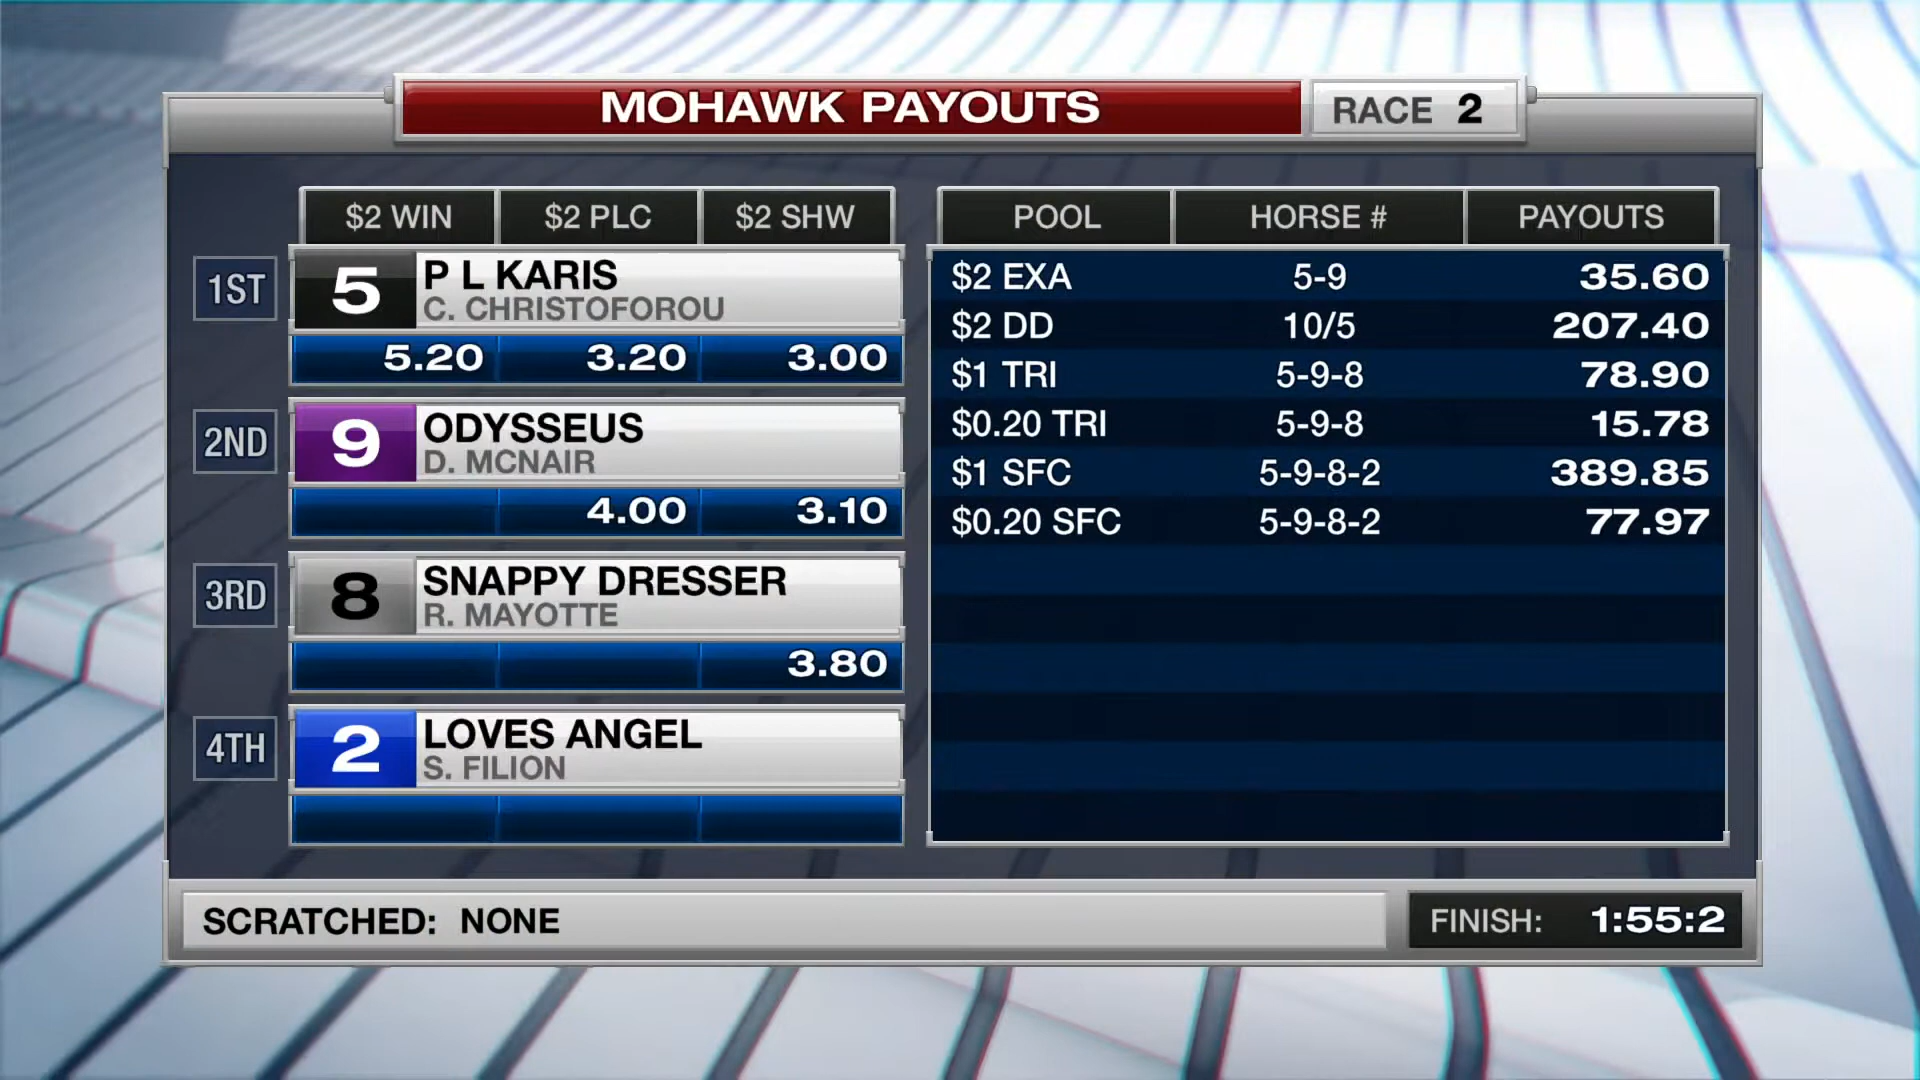 MOHAWK PAYOUTS
RACE 2
$2 WIN $2 PLC $2 SHW
1ST 5 P L KARIS
C. CHRISTOFOROU
5.20 3.20 3.00
2ND 9 ODYSSEUS
D. MCNAIR
4.00 3.10
3RD 8 SNAPPY DRESSER
R. MAYOTTE
3.80
4TH 2 LOVES ANGEL
S. FILION
POOL HORSE # PAYOUTS
$2 EXA 5-9 35.60
$2 DD 10/5 207.40
$1 TRI 5-9-8 78.90
$0.20 TRI 5-9-8 15.78
$1 SFC 5-9-8-2 389.85
$0.20 SFC 5-9-8-2 77.97
SCRATCHED: NONE
FINISH: 1:55:2